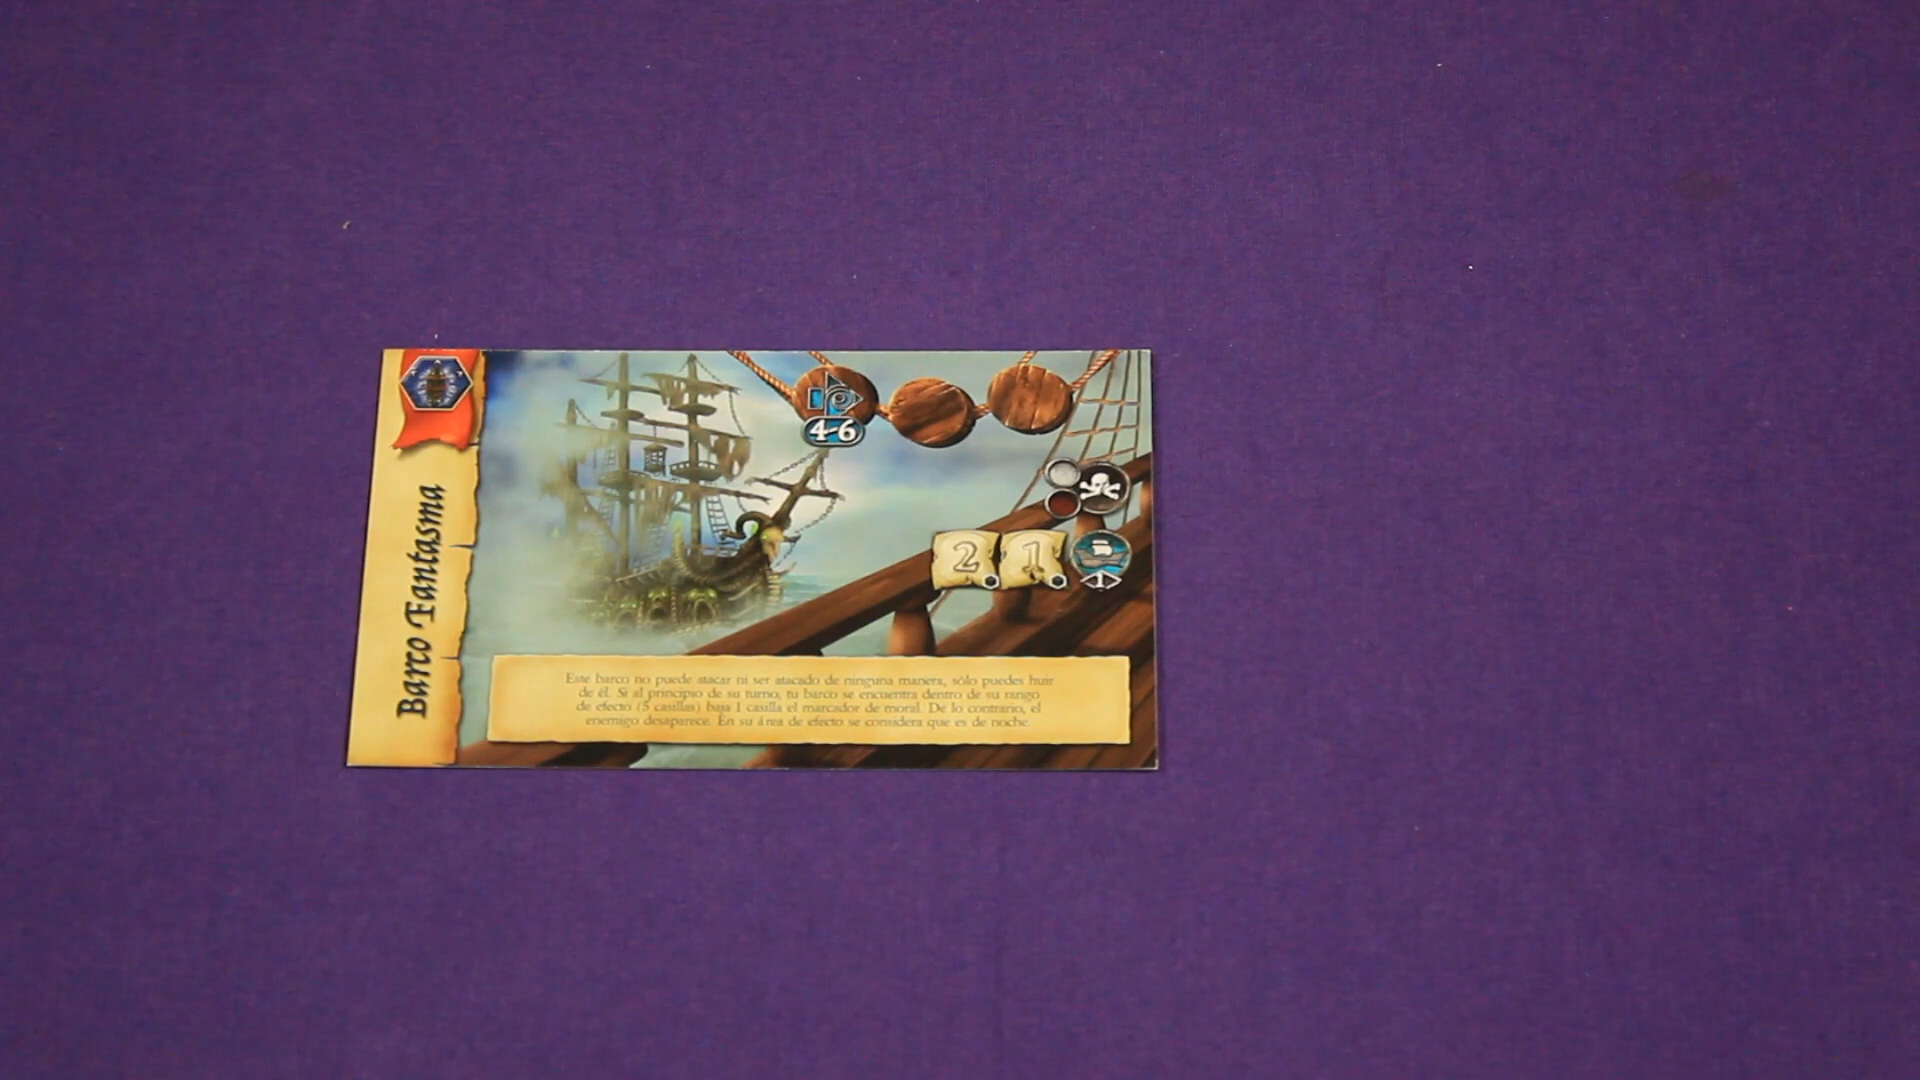 Barco Fantasma
4-6
2 1
1
Este barco no puede atacar ni ser atacado de ninguna manera, sólo puedes huir
de él. Si al principio de su turno, tu barco se encuentra dentro de su rango
de efecto (5 casillas) baja 1 casilla el marcador de moral. De lo contrario, el
enemigo desaparece. En su área de efecto se considera que es de noche.